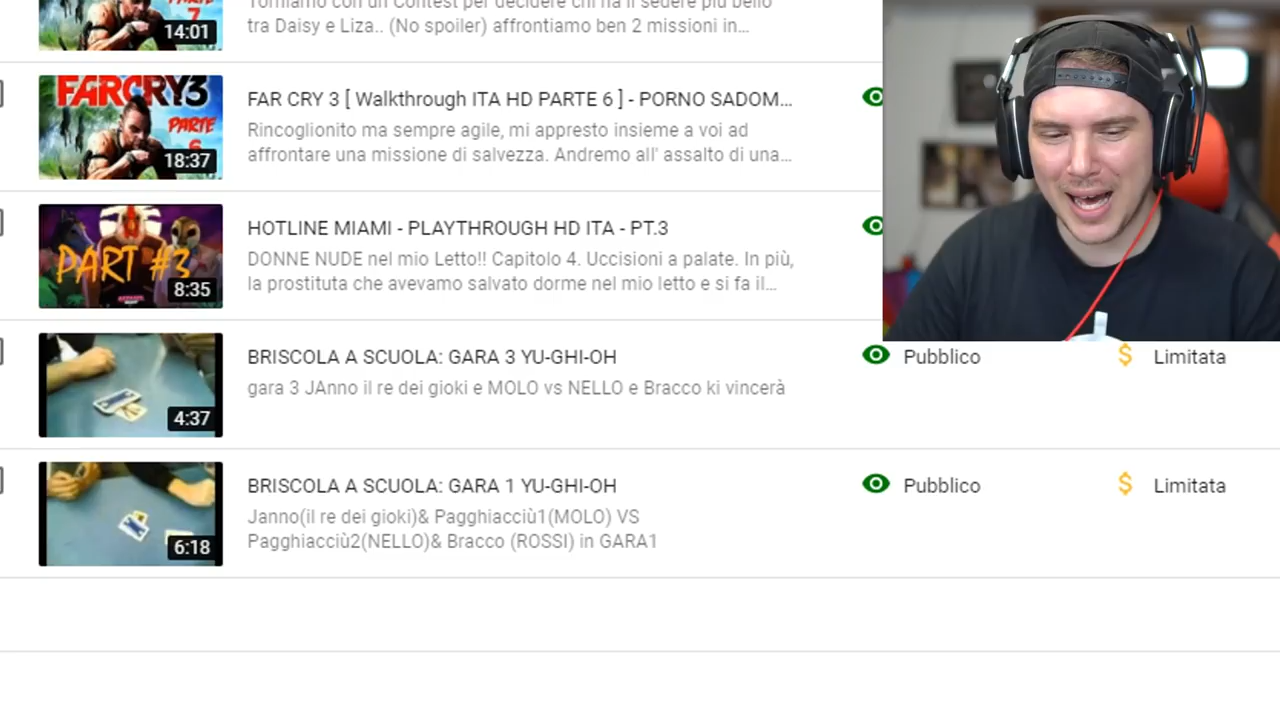 Torniamo con un Contest per decidere chi ha il sedere più bello
tra Daisy e Liza.. (No spoiler) affrontiamo ben 2 missioni in...
7
14:01
FARCRY3
PARTE
6
18:37
FAR CRY 3 [ Walkthrough ITA HD PARTE 6 ] - PORNO SADOM...
Rincoglionito ma sempre agile, mi appresto insieme a voi ad
affrontare una missione di salvezza. Andremo all' assalto di una...
PART #3
8:35
HOTLINE MIAMI - PLAYTHROUGH HD ITA - PT.3
DONNE NUDE nel mio Letto!! Capitolo 4. Uccisioni a palate. In più,
la prostituta che avevamo salvato dorme nel mio letto e si fa il...
4:37
BRISCOLA A SCUOLA: GARA 3 YU-GHI-OH
gara 3 JAnno il re dei gioki e MOLO vs NELLO e Bracco ki vincerà
Pubblico
$ Limitata
6:18
BRISCOLA A SCUOLA: GARA 1 YU-GHI-OH
Janno(il re dei gioki)& Pagghiacciù1(MOLO) VS
Pagghiacciù2(NELLO)& Bracco (ROSSI) in GARA1
Pubblico
$ Limitata